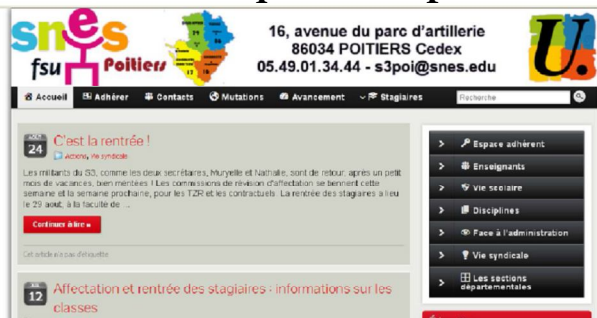 snes
fsu Poitiers
16, avenue du parc d'artillerie
86034 POITIERS Cedex
05.49.01.34.44 - s3poi@snes.edu
U.
Accueil Adhérer Contacts Mutations Avancement Stagiaires Recherche
24 C'est la rentrée !
Actions, Vie syndicale
Les militants du S3, comme les deux secrétaires, Muryelle et Nathalie, sont de retour, après un petit
mois de vacances, bien méritées ! Les commissions de révision d'affectation se tiennent cette
semaine et la semaine prochaine, pour les TZR et les contractuels. La rentrée des stagiaires a lieu
le 29 aout, à la faculté de ...
Continuer à lire »
Cet article n'a pas d'étiquette
12 Affectation et rentrée des stagiaires : informations sur les
classes
Espace adhérent
Enseignants
Vie scolaire
Disciplines
Face à l'administration
Vie syndicale
Les sections
départementales